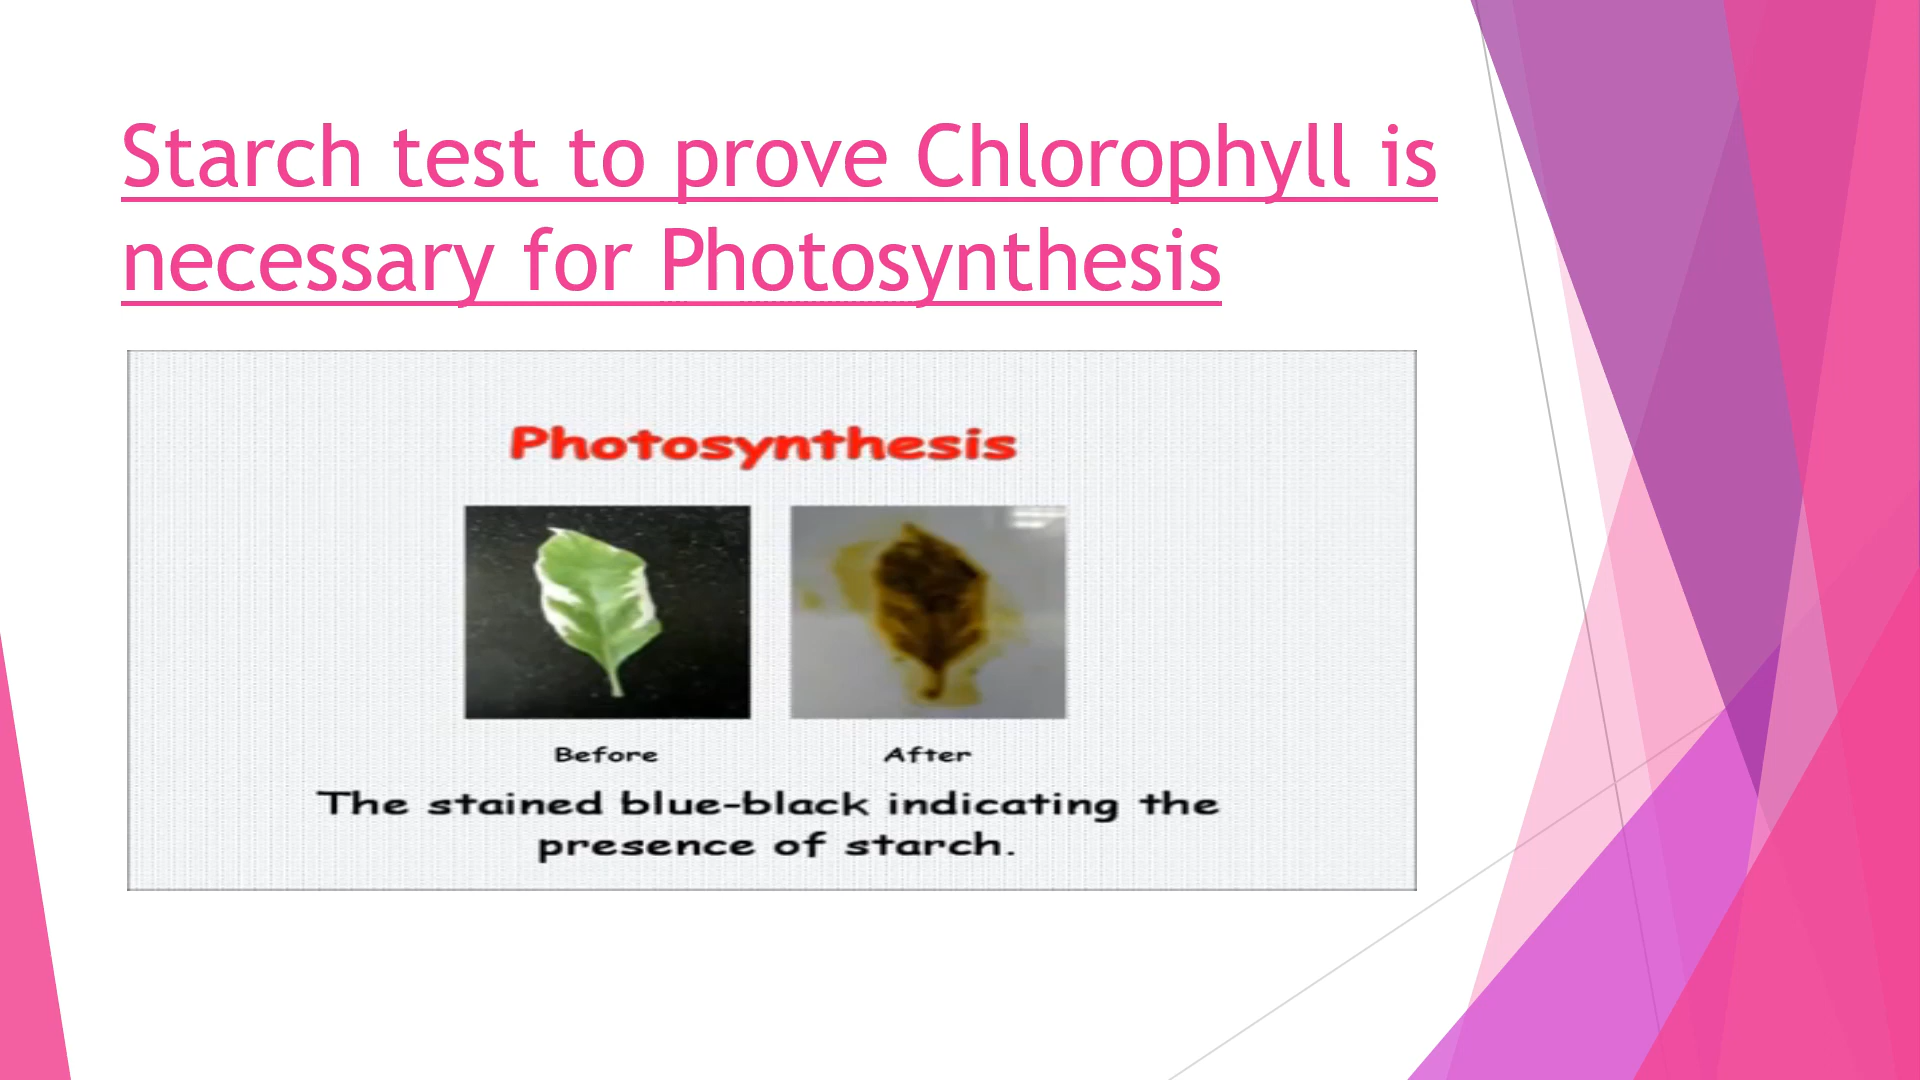 Starch test to prove Chlorophyll is
necessary for Photosynthesis
Photosynthesis
Before
After
The stained blue-black indicating the
presence of starch.